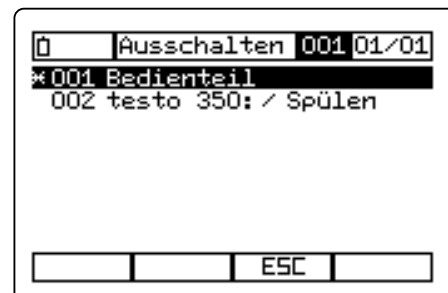 Ausschalten 001 01/01
*001 Bedienteil
002 testo 350: / Spülen
ESC